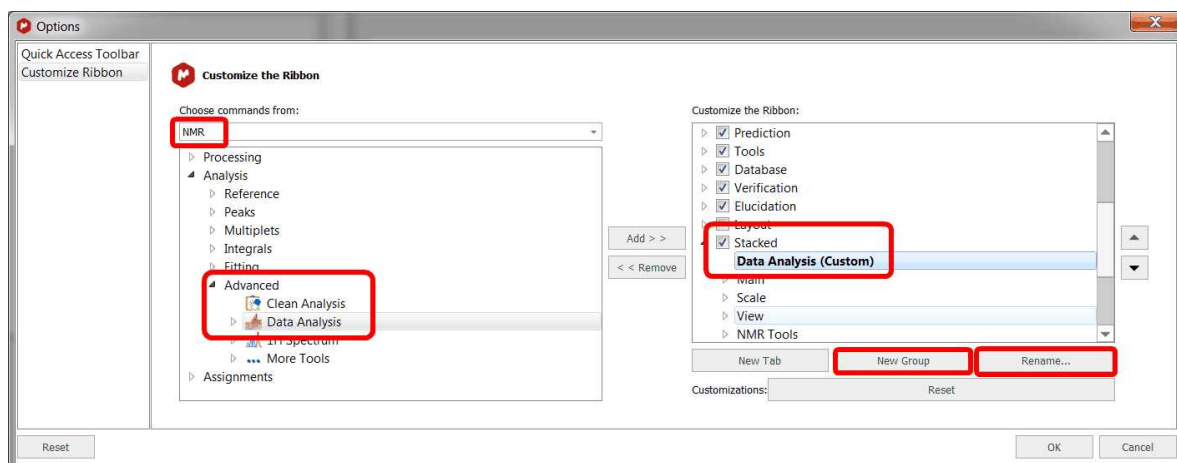 Options
Quick Access Toolbar
Customize Ribbon
Customize the Ribbon
Choose commands from:
NMR
Processing
Analysis
Reference
Peaks
Multiplets
Integrals
Fitting
Advanced
Clean Analysis
Data Analysis
1H Spectrum
More Tools
Assignments
Add > >
< < Remove
Customize the Ribbon:
Prediction
Tools
Database
Verification
Elucidation
Layout
Stacked
Data Analysis (Custom)
Main
Scale
View
NMR Tools
New Tab
New Group
Rename...
Customizations:
Reset
Reset
OK
Cancel